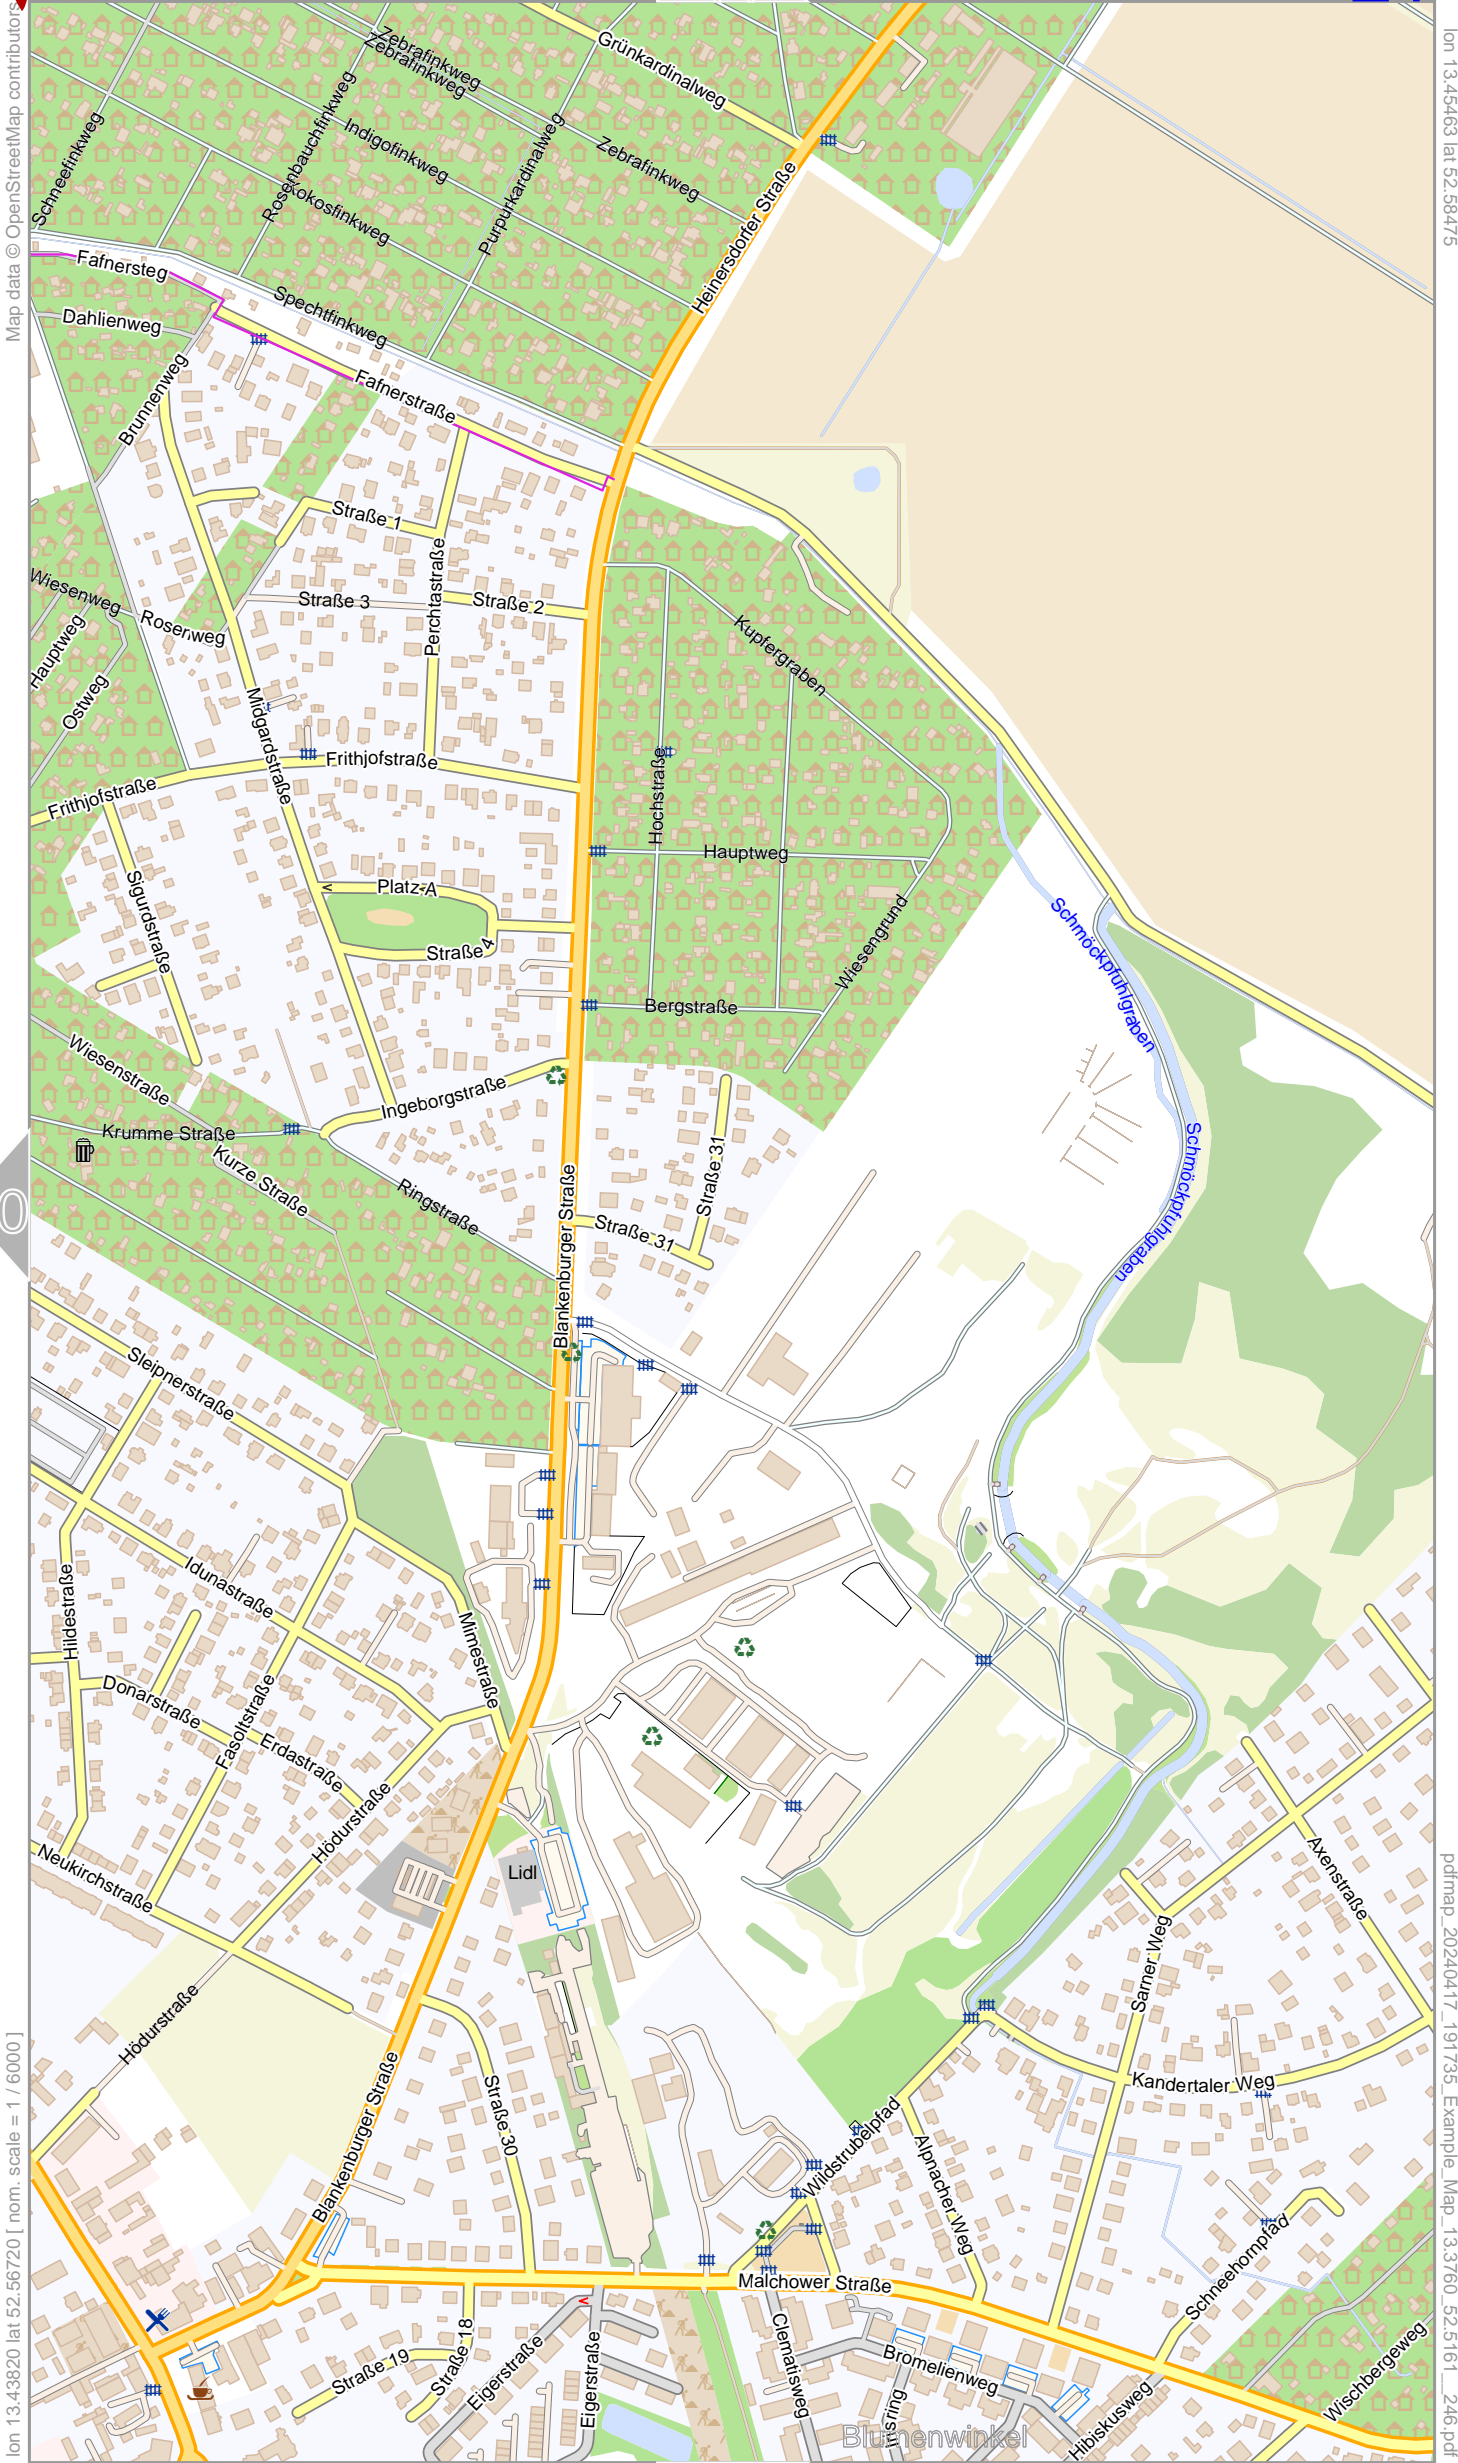 Map data © OpenStreetMap contributors
lon 13.45463 lat 52.58475
Zebrafinkweg
Zebrafinkweg
Grünkardinalweg
Schneefinkweg
Rosenbauchfinkweg
Indigofinkweg
Purpurkardinalweg
Zebrafinkweg
Kokosfinkweg
Heinersdorfer Straße
Fafnersteg
Spechtfinkweg
Dahlienweg
Brunnenweg
Fafnerstraße
Straße 1
Perchtastraße
Straße 3
Straße 2
Wiesenweg
Rosenweg
Hauptweg
Ostweg
Kupfergraben
Midgardstraße
Frithjofstraße
Frithjofstraße
Hochstraße
Hauptweg
Platz A
Sigurdstraße
Straße 4
Wiesengrund
Schmöckpfuhlgraben
Bergstraße
Wiesenstraße
Ingeborgstraße
Krumme Straße
Kurze Straße
Ringstraße
Straße 31
Straße 31
Blankenburger Straße
Schmöckpfuhlgraben
0
Sleipnerstraße
Idunastraße
Hildestraße
Mimestraße
Donarstraße
Fasoltstraße
Erdastraße
Hödurstraße
Neukirchstraße
Lidl
Axenstraße
Sarner Weg
Hödurstraße
Straße 30
Blankenburger Straße
Kandertaler Weg
Wildstrubelpfad
Alpnacher Weg
Schneehornpfad
Malchower Straße
Straße 18
Straße 19
Eigerstraße
Eigerstraße
Clematisweg
Bromelienweg
Irisring
Hibiskusweg
Wischbergeweg
Blumenwinkel
lon 13.43820 lat 52.56720 [ nom. scale = 1 / 6000 ]
pdfmap_20240417_191735_Example_Map_13.3760_52.5161__246.pdf